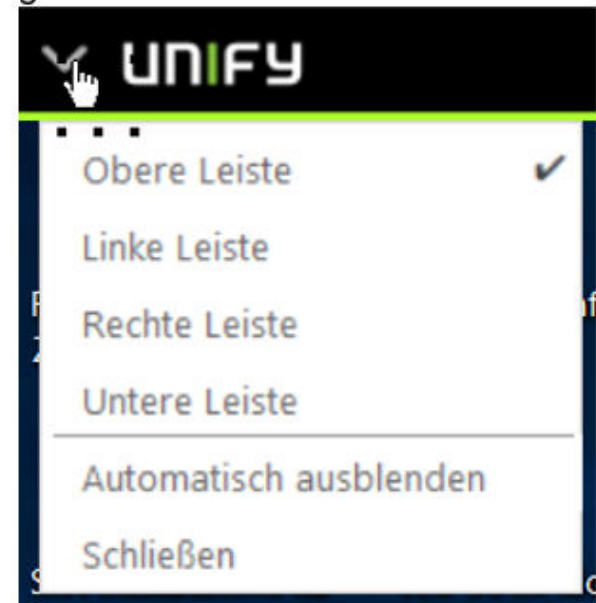 UNIFY
Obere Leiste
Linke Leiste
Rechte Leiste
Untere Leiste
Automatisch ausblenden
Schließen